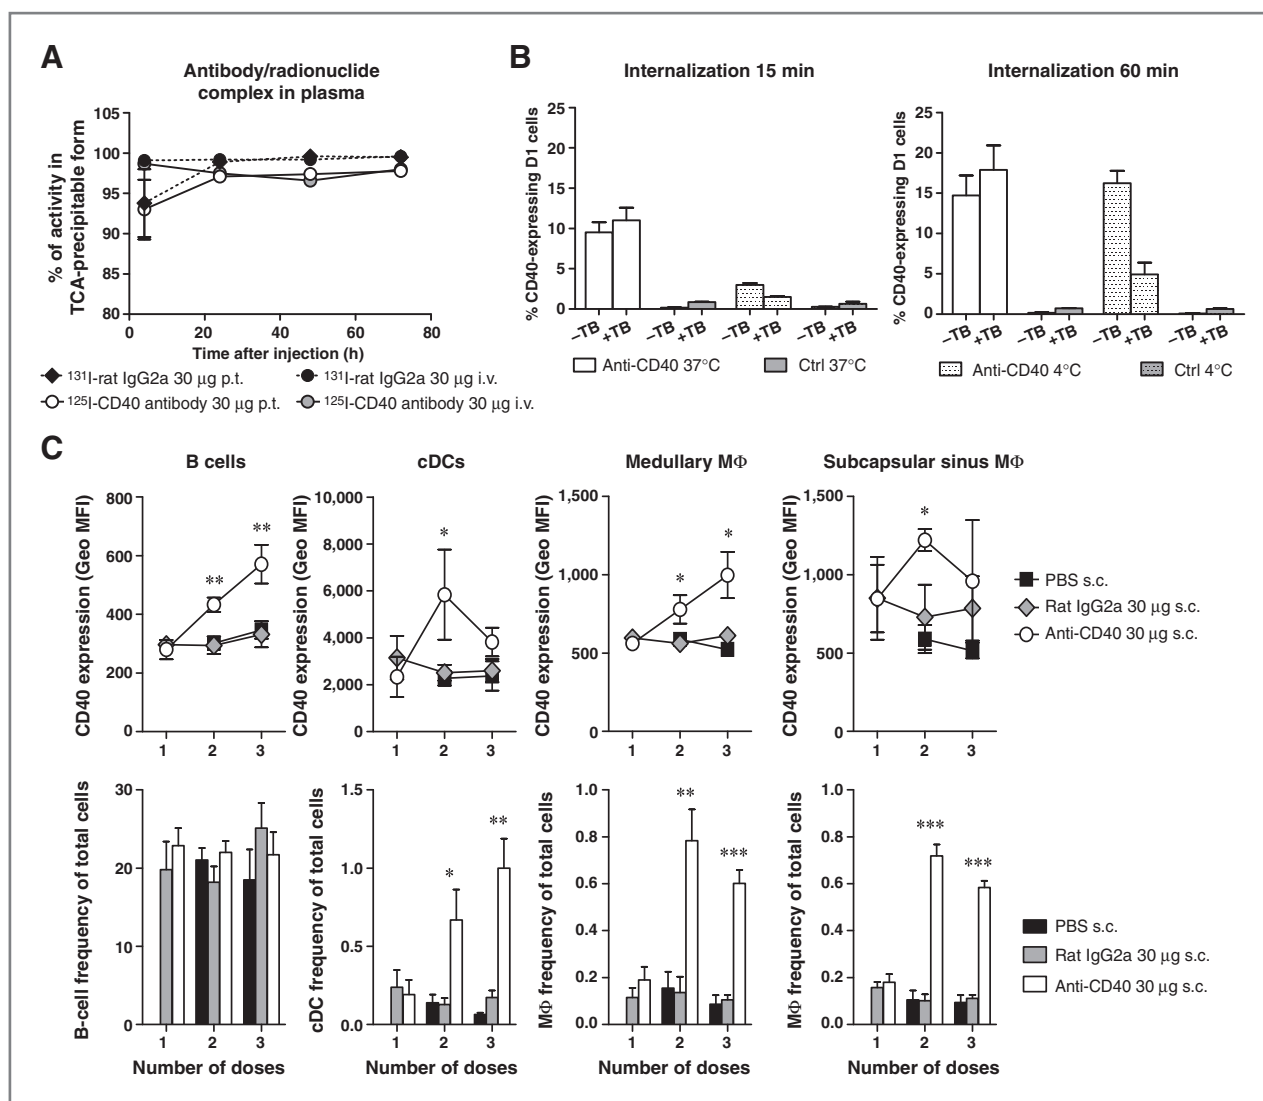 A
Antibody/radionuclide
complex in plasma
% of activity in
TCA-precipitable form
105
100
95
90
85
80
0 20 40 60 80
Time after injection (h)
◆ ¹³¹I-rat IgG2a 30 μg p.t. ● ¹³¹I-rat IgG2a 30 μg i.v.
○ ¹²⁵I-CD40 antibody 30 μg p.t. ● ¹²⁵I-CD40 antibody 30 μg i.v.
B
Internalization 15 min
% CD40-expressing D1 cells
25
20
15
10
5
0
–TB +TB –TB +TB –TB +TB –TB +TB
Anti-CD40 37°C Ctrl 37°C
Internalization 60 min
% CD40-expressing D1 cells
25
20
15
10
5
0
–TB +TB –TB +TB –TB +TB –TB +TB
Anti-CD40 4°C Ctrl 4°C
C
B cells
CD40 expression (Geo MFI)
800
600
400
200
0
** **
1 2 3
cDCs
CD40 expression (Geo MFI)
10,000
8,000
6,000
4,000
2,000
0
*
1 2 3
Medullary MΦ
CD40 expression (Geo MFI)
1,500
1,000
500
0
* *
1 2 3
Subcapsular sinus MΦ
CD40 expression (Geo MFI)
1,500
1,000
500
0
*
1 2 3
PBS s.c.
Rat IgG2a 30 μg s.c.
Anti-CD40 30 μg s.c.
B-cell frequency of total cells
30
20
10
0
1 2 3
Number of doses
cDC frequency of total cells
1.5
1.0
0.5
0.0
* **
1 2 3
Number of doses
MΦ frequency of total cells
1.0
0.8
0.6
0.4
0.2
0.0
** ***
1 2 3
Number of doses
MΦ frequency of total cells
1.0
0.8
0.6
0.4
0.2
0.0
*** ***
1 2 3
Number of doses
PBS s.c.
Rat IgG2a 30 μg s.c.
Anti-CD40 30 μg s.c.